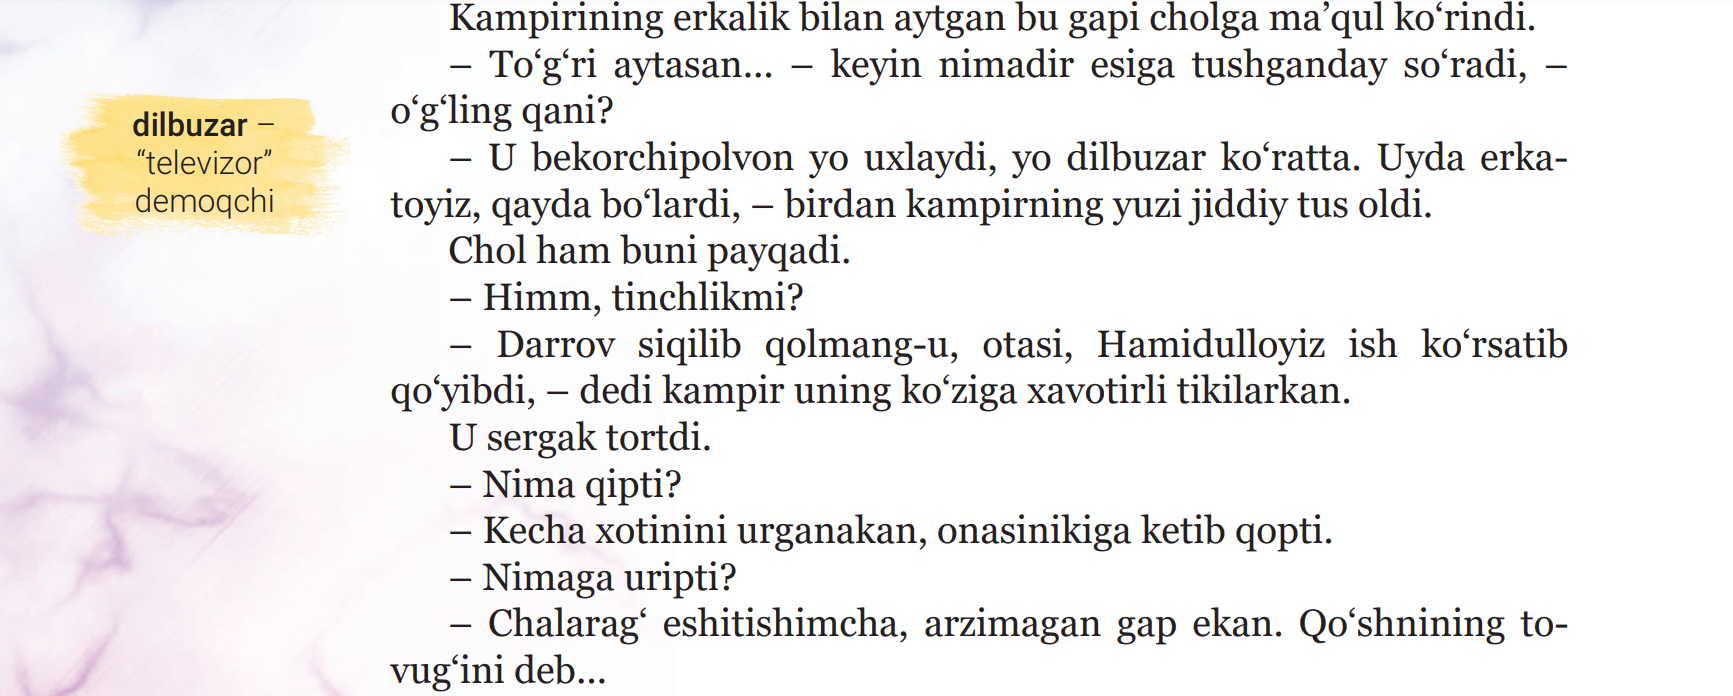 Kampirining erkalik bilan aytgan bu gapi cholga ma’qul ko‘rindi.
– To‘g‘ri aytasan... – keyin nimadir esiga tushganday so‘radi, –
o‘g‘ling qani?
dilbuzar –
“televizor”
demoqchi
– U bekorchipolvon yo uxlaydi, yo dilbuzar ko‘ratta. Uyda erka-
toyiz, qayda bo‘lardi, – birdan kampirning yuzi jiddiy tus oldi.
Chol ham buni payqadi.
– Himm, tinchlikmi?
– Darrov siqilib qolmang-u, otasi, Hamidulloyiz ish ko‘rsatib
qo‘yibdi, – dedi kampir uning ko‘ziga xavotirli tikilarkan.
U sergak tortdi.
– Nima qipti?
– Kecha xotinini urganakan, onasinikiga ketib qopti.
– Nimaga uripti?
– Chalarag‘ eshitishimcha, arzimagan gap ekan. Qo‘shnining to-
vug‘ini deb...